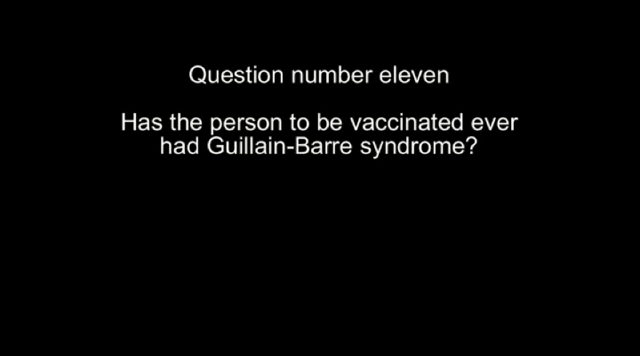 Question number eleven
Has the person to be vaccinated ever
had Guillain-Barre syndrome?